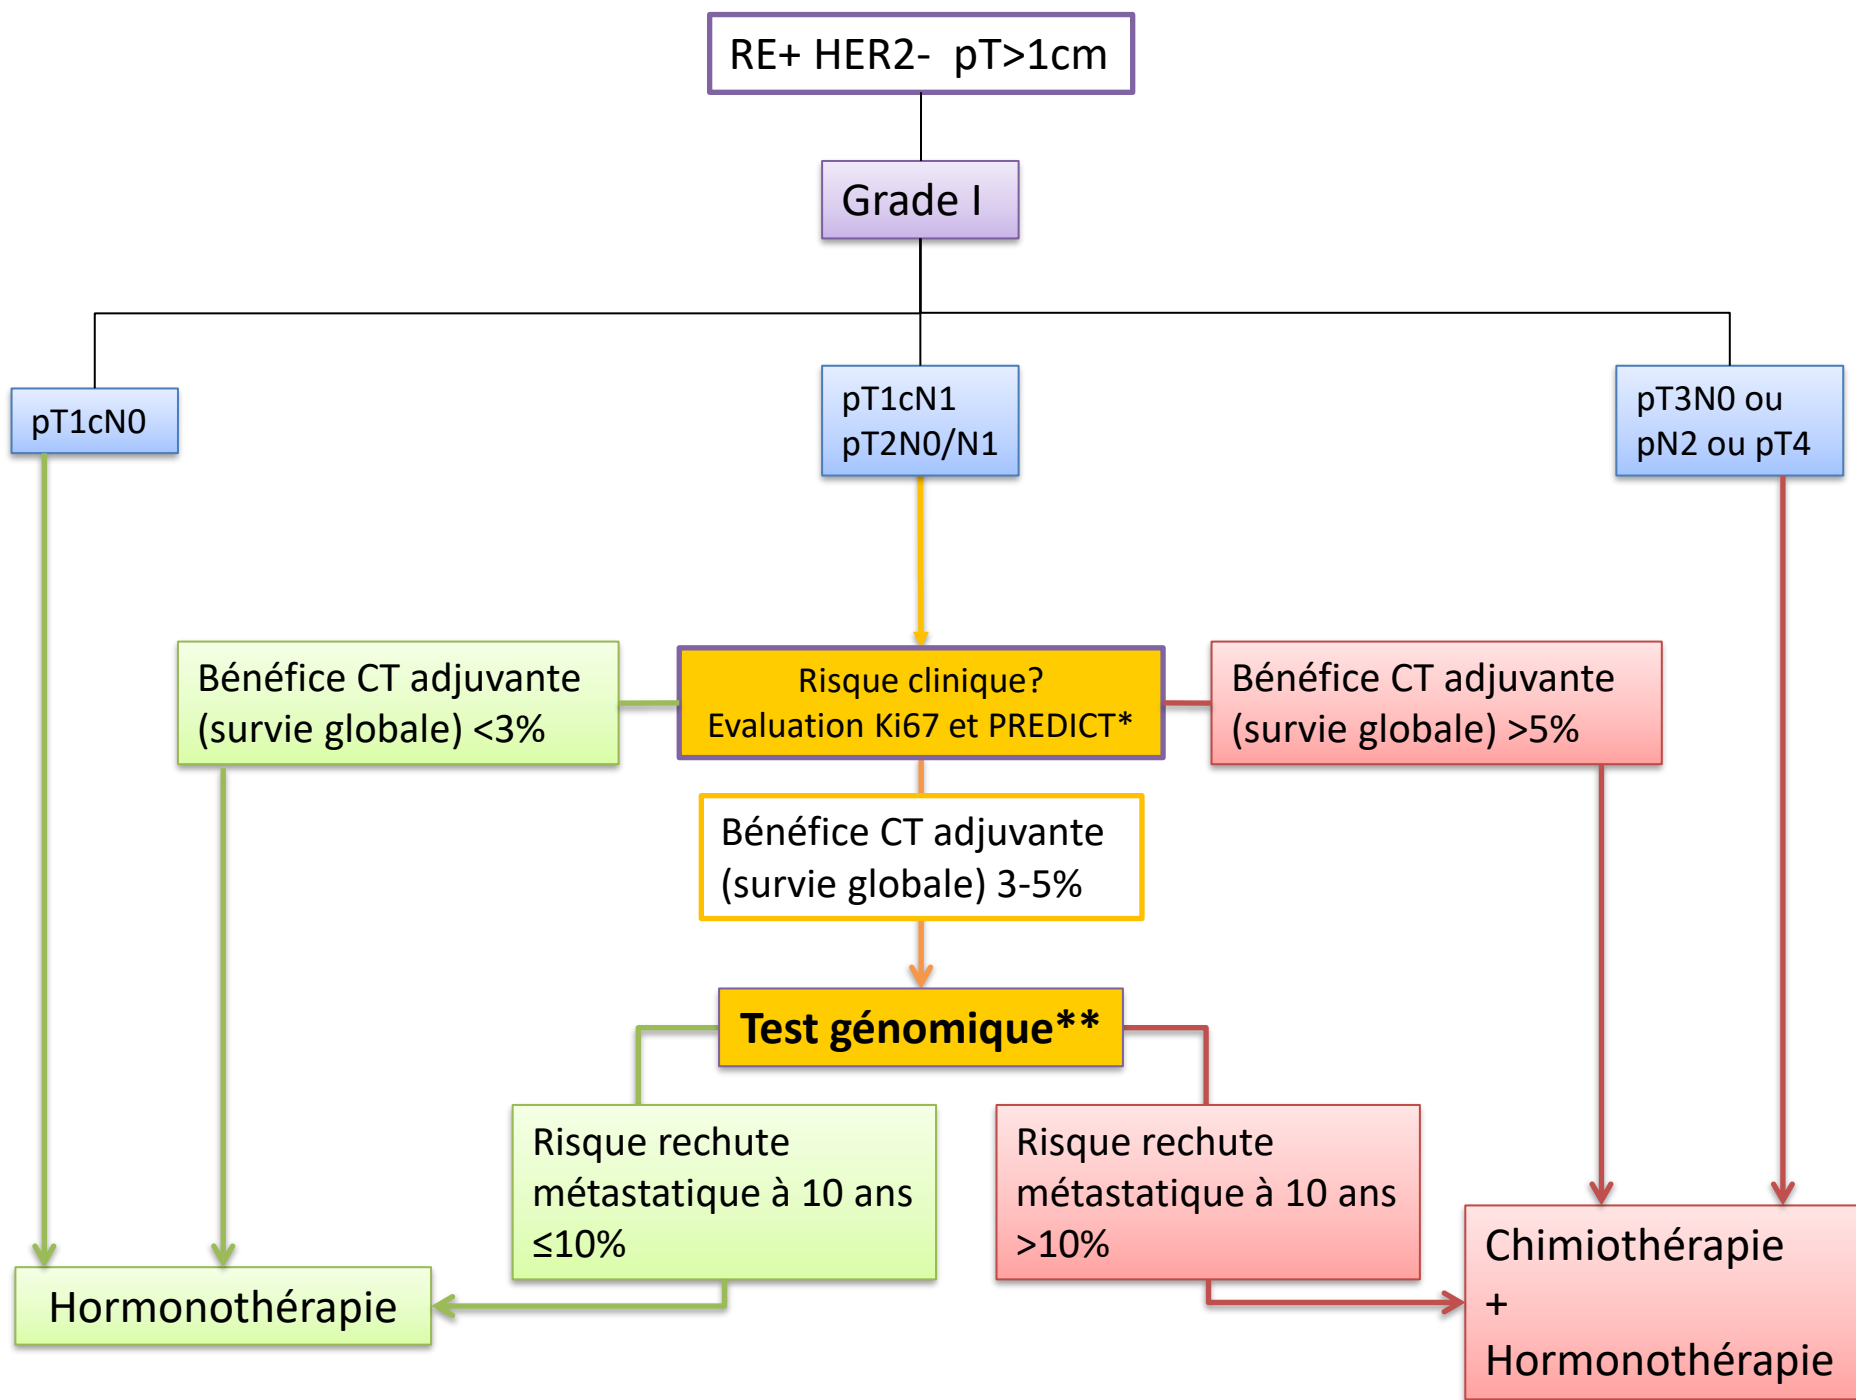 RE+ HER2-  pT>1cm
Grade I
pT1cN0
pT1cN1
pT2N0/N1
pT3N0 ou
pN2 ou pT4
Bénéfice CT adjuvante
(survie globale) <3%
Risque clinique?
Evaluation Ki67 et PREDICT*
Bénéfice CT adjuvante
(survie globale) >5%
Bénéfice CT adjuvante
(survie globale) 3-5%
Test génomique**
Risque rechute
métastatique à 10 ans
≤10%
Risque rechute
métastatique à 10 ans
>10%
Hormonothérapie
Chimiothérapie
+
Hormonothérapie